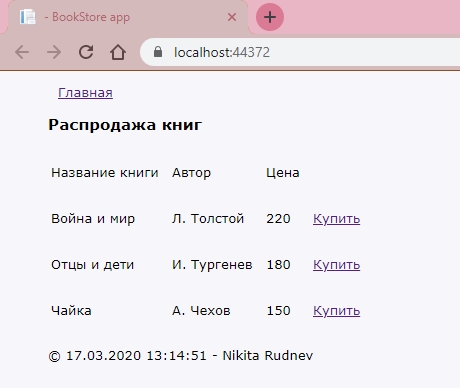 - BookStore app
localhost:44372
Главная
Распродажа книг
Название книги Автор Цена
Война и мир Л. Толстой 220 Купить
Отцы и дети И. Тургенев 180 Купить
Чайка А. Чехов 150 Купить
© 17.03.2020 13:14:51 - Nikita Rudnev